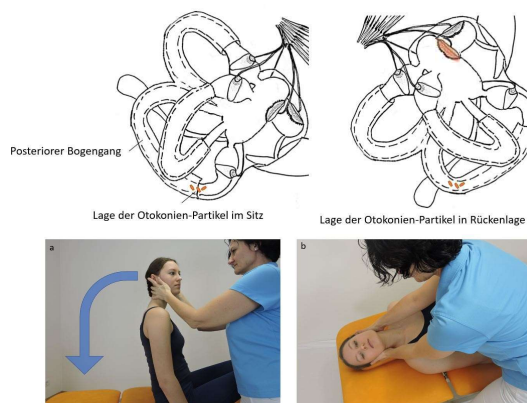 Posteriorer Bogengang
Lage der Otokonien-Partikel im Sitz
Lage der Otokonien-Partikel in Rückenlage
a
b